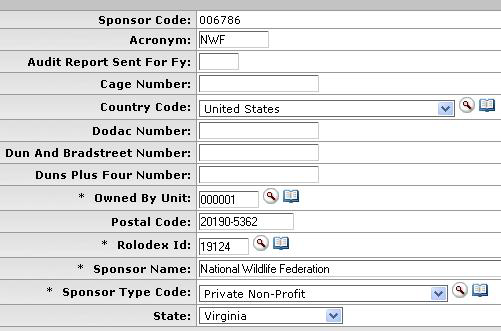 Sponsor Code: 006786
Acronym: NWF
Audit Report Sent For Fy:
Cage Number:
Country Code: United States
Dodac Number:
Dun And Bradstreet Number:
Duns Plus Four Number:
* Owned By Unit: 000001
Postal Code: 20190-5362
* Rolodex Id: 19124
* Sponsor Name: National Wildlife Federation
* Sponsor Type Code: Private Non-Profit
State: Virginia